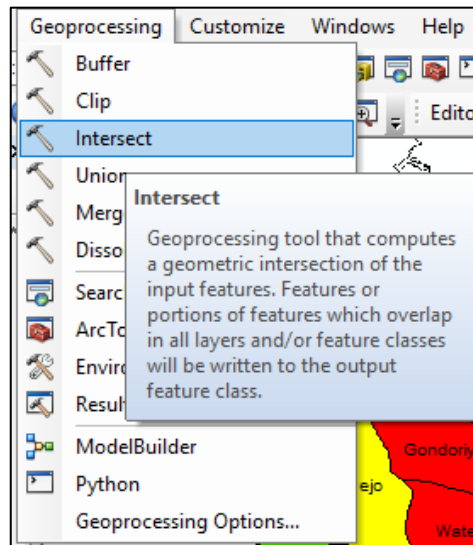 Geoprocessing Customize Windows Help
Buffer
Clip
Edito
Intersect
Union
Intersect
Merg
Disso
Geoprocessing tool that computes
a geometric intersection of the
input features. Features or
portions of features which overlap
in all layers and/or feature classes
will be written to the output
feature class.
Searc
ArcTo
Enviro
Result
ModelBuilder
Python
Geoprocessing Options...
Gondoriy
ejo
Wate